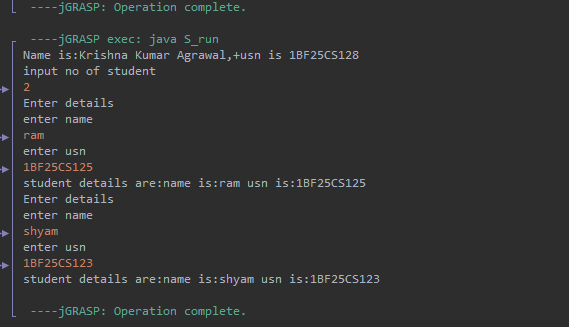 ----jGRASP: Operation complete.
----jGRASP exec: java S_run
Name is:Krishna Kumar Agrawal,+usn is 1BF25CS128
input no of student
2
Enter details
enter name
ram
enter usn
1BF25CS125
student details are:name is:ram usn is:1BF25CS125
Enter details
enter name
shyam
enter usn
1BF25CS123
student details are:name is:shyam usn is:1BF25CS123
----jGRASP: Operation complete.